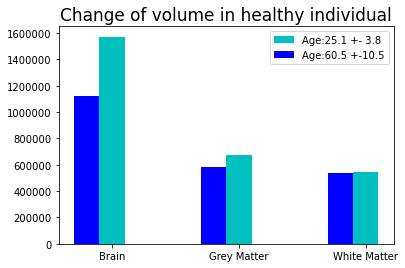 Change of volume in healthy individual
1600000
1400000
1200000
1000000
800000
600000
400000
200000
0
Age:25.1 +- 3.8
Age:60.5 +-10.5
Brain
Grey Matter
White Matter